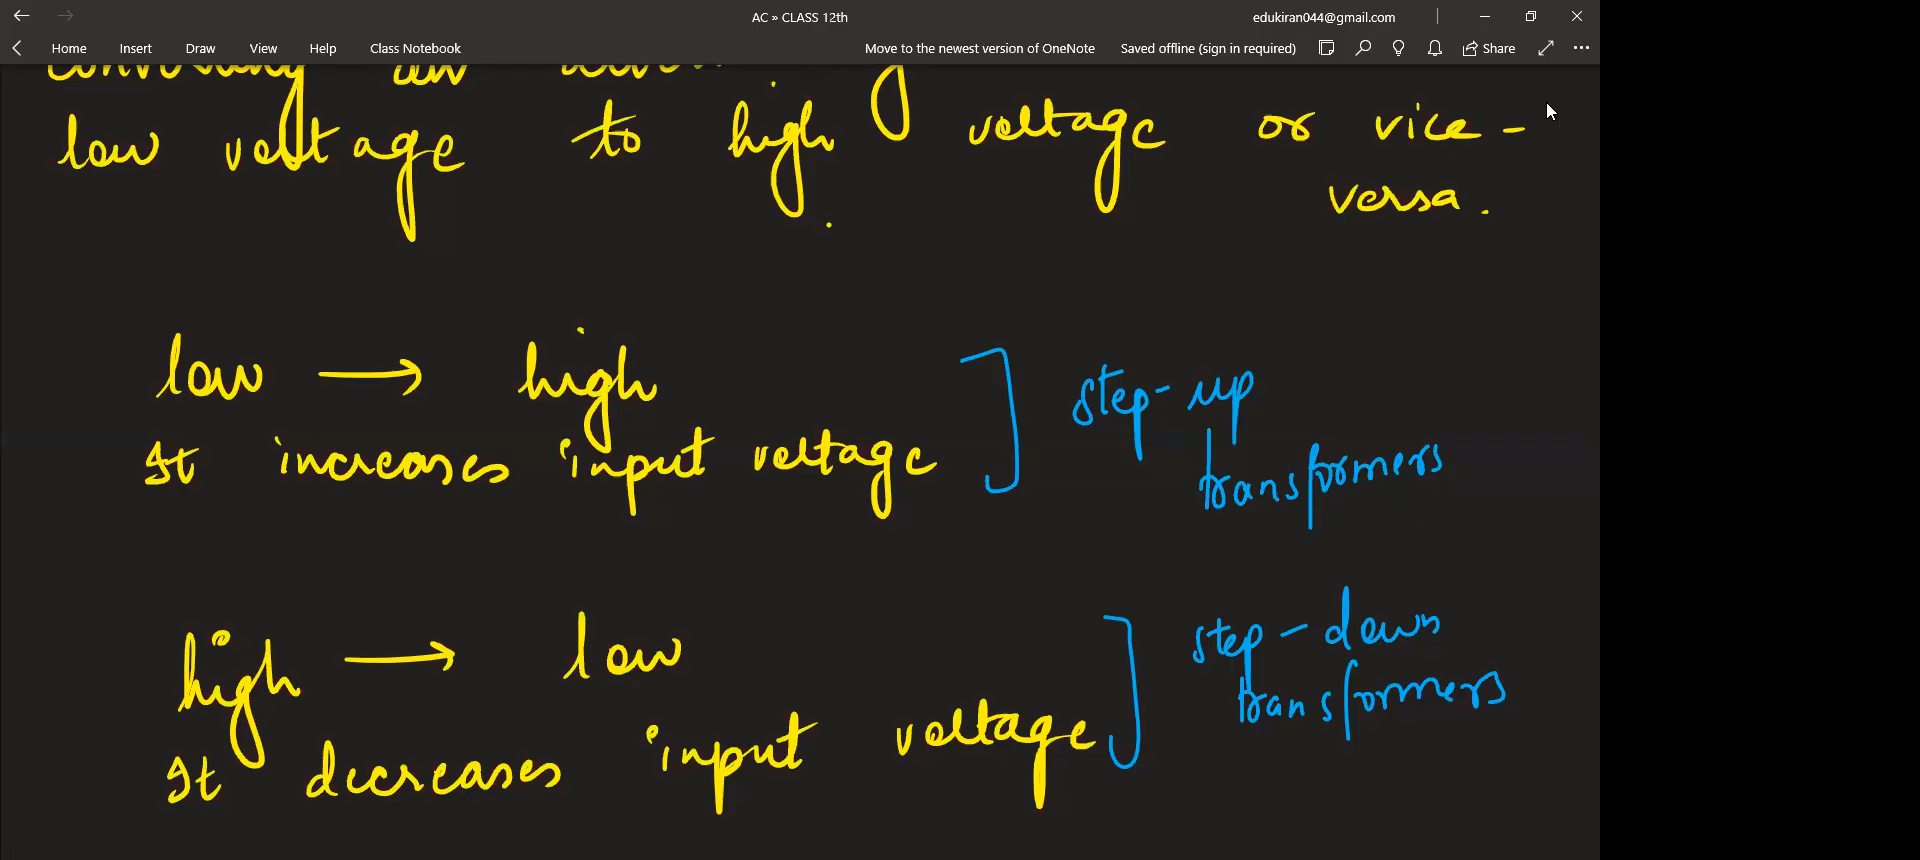 AC » CLASS 12th edukiran044@gmail.com
Home Insert Draw View Help Class Notebook Move to the newest version of OneNote Saved offline (sign in required) Share
converting an
low voltage to high voltage or vice-
versa.
low → high
It increases input voltage
step-up
transformers
high → low
It decreases input voltage
step-down
transformers